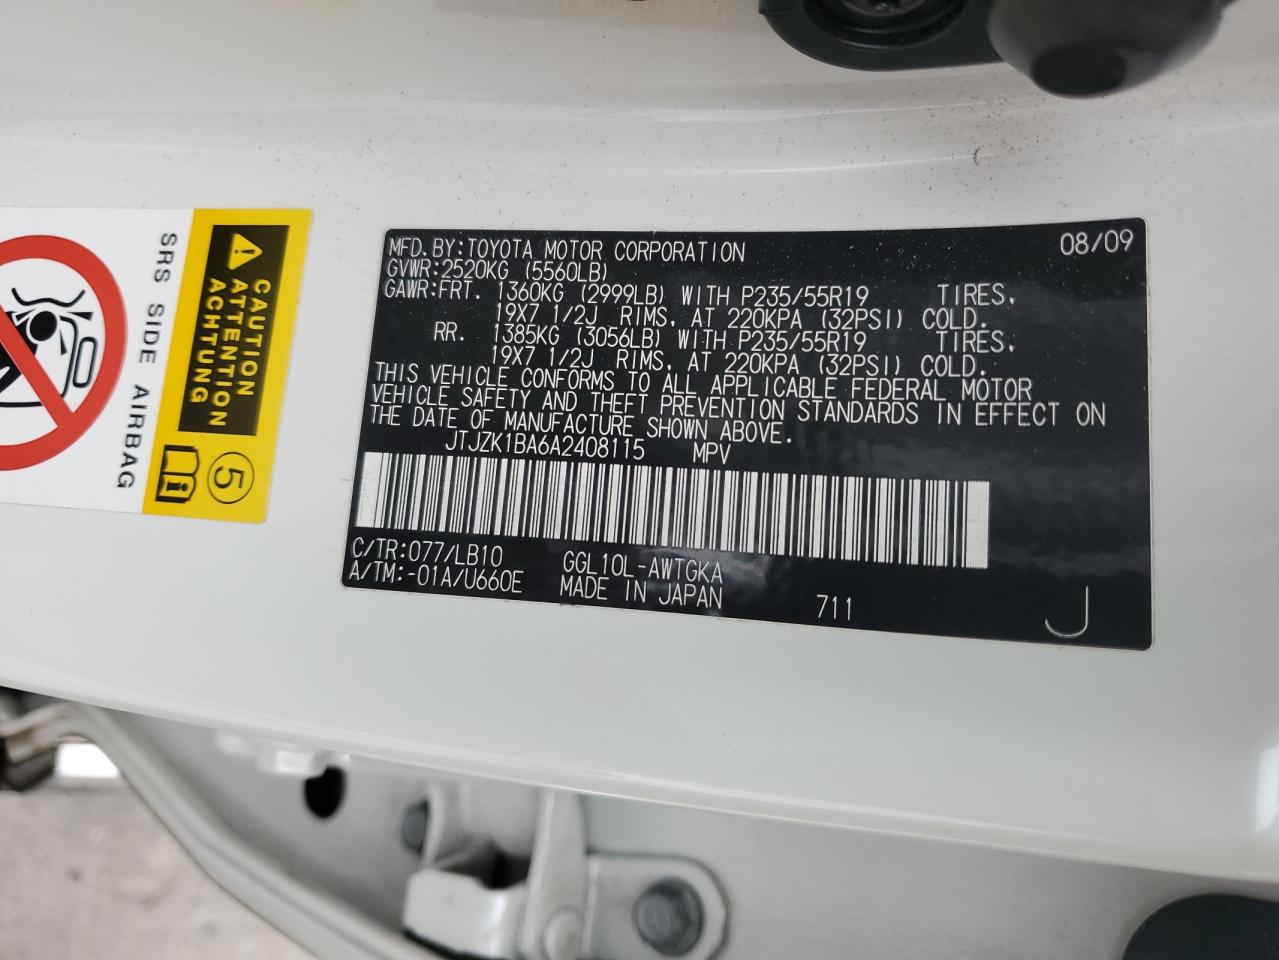 MFD.BY:TOYOTA MOTOR CORPORATION 08/09
GVWR:2520KG (5560LB)
GAWR:FRT. 1360KG (2999LB) WITH P235/55R19 TIRES,
19X7 1/2J RIMS, AT 220KPA (32PSI) COLD.
RR. 1385KG (3056LB) WITH P235/55R19 TIRES,
19X7 1/2J RIMS, AT 220KPA (32PSI) COLD.
THIS VEHICLE CONFORMS TO ALL APPLICABLE FEDERAL MOTOR
VEHICLE SAFETY AND THEFT PREVENTION STANDARDS IN EFFECT ON
THE DATE OF MANUFACTURE SHOWN ABOVE.
JTJZK1BA6A2408115 MPV
C/TR:077/LB10 GGL10L-AWTGKA
A/TM:-01A/U660E MADE IN JAPAN 711 J
CAUTION
ATTENTION
ACHTUNG
5
i
SRS SIDE AIRBAG